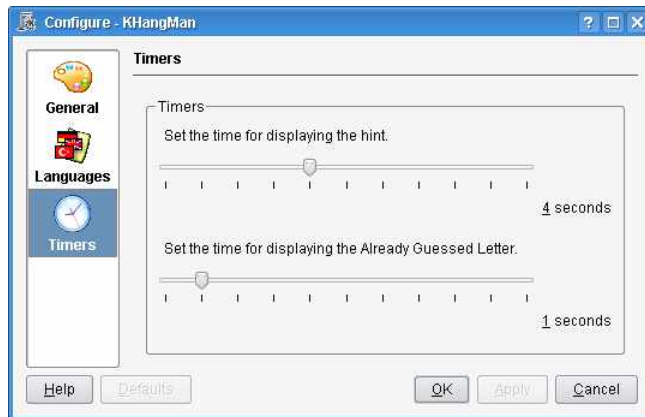 Configure - KHangMan
General
Languages
Timers
Timers
Timers
Set the time for displaying the hint.
4 seconds
Set the time for displaying the Already Guessed Letter.
1 seconds
Help
Defaults
OK
Apply
Cancel